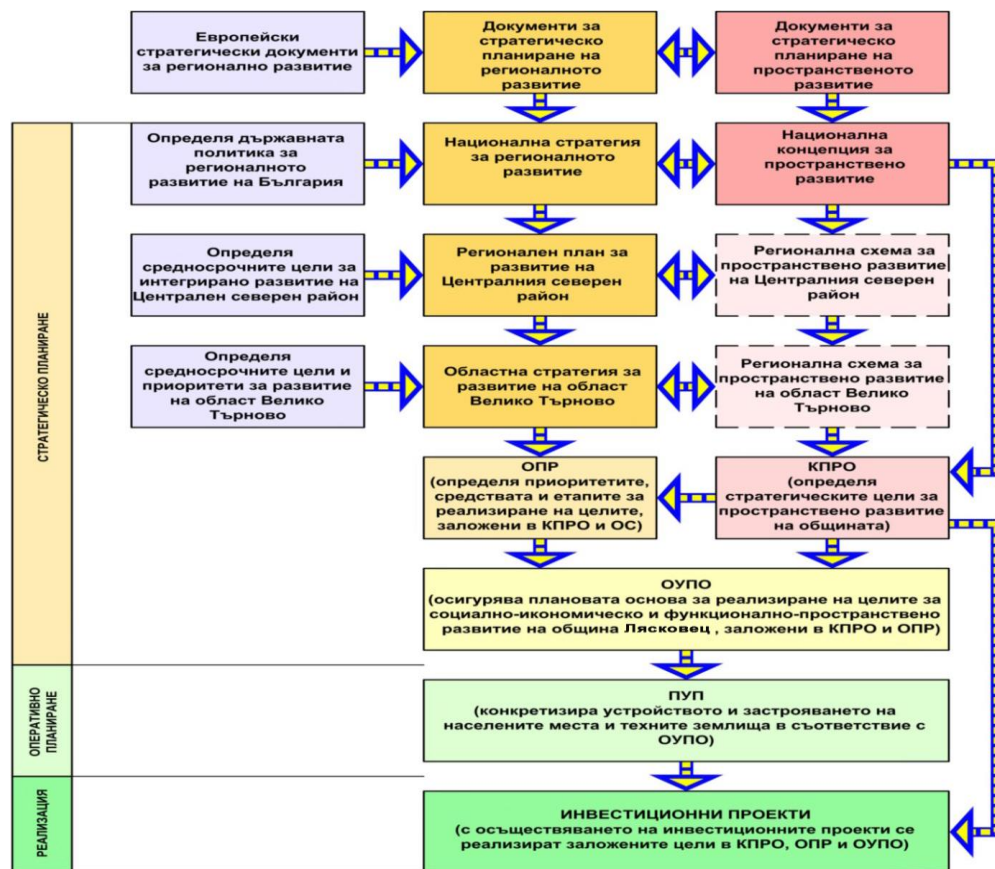 Европейски
стратегически документи
за регионално развитие
Документи за
стратегическо
планиране на
регионалното
развитие
Документи за
стратегическо
планиране на
пространственото
развитие
СТРАТЕГИЧЕСКО ПЛАНИРАНЕ
Определя държавната
политика за
регионалното
развитие на България
Национална стратегия
за регионалното
развитие
Национална
концепция за
пространствено
развитие
Определя
средносрочните цели за
интегрирано развитие на
Централен северен район
Регионален план за
развитие на
Централния северен
район
Регионална схема за
пространствено развитие
на Централния северен
район
Определя
средносрочните цели и
приоритети за развитие
на област Велико
Търново
Областна стратегия за
развитие на област
Велико Търново
Регионална схема за
пространствено развитие
на област Велико
Търново
ОПР
(определя приоритетите,
средствата и етапите за
реализиране на целите,
заложени в КПРО и ОС)
КПРО
(определя
стратегическите цели за
пространствено развитие
на общината)
ОУПО
(осигурява плановата основа за реализиране на целите за
социално-икономическо и функционално-пространствено
развитие на община Лясковец , заложени в КПРО и ОПР)
ОПЕРАТИВНО
ПЛАНИРАНЕ
ПУП
(конкретизира устройството и застрояването на
населените места и техните землища в съответствие с
ОУПО)
РЕАЛИЗАЦИЯ
ИНВЕСТИЦИОННИ ПРОЕКТИ
(с осъществяването на инвестиционните проекти се
реализират заложените цели в КПРО, ОПР и ОУПО)